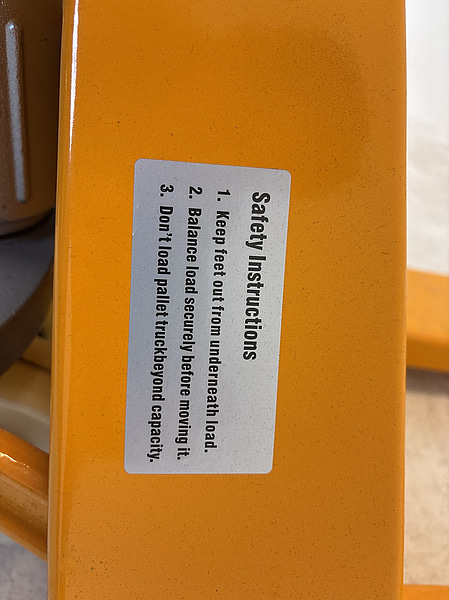 Safety Instructions
1. Keep feet out from underneath load.
2. Balance load securely before moving it.
3. Don't load pallet truckbeyond capacity.